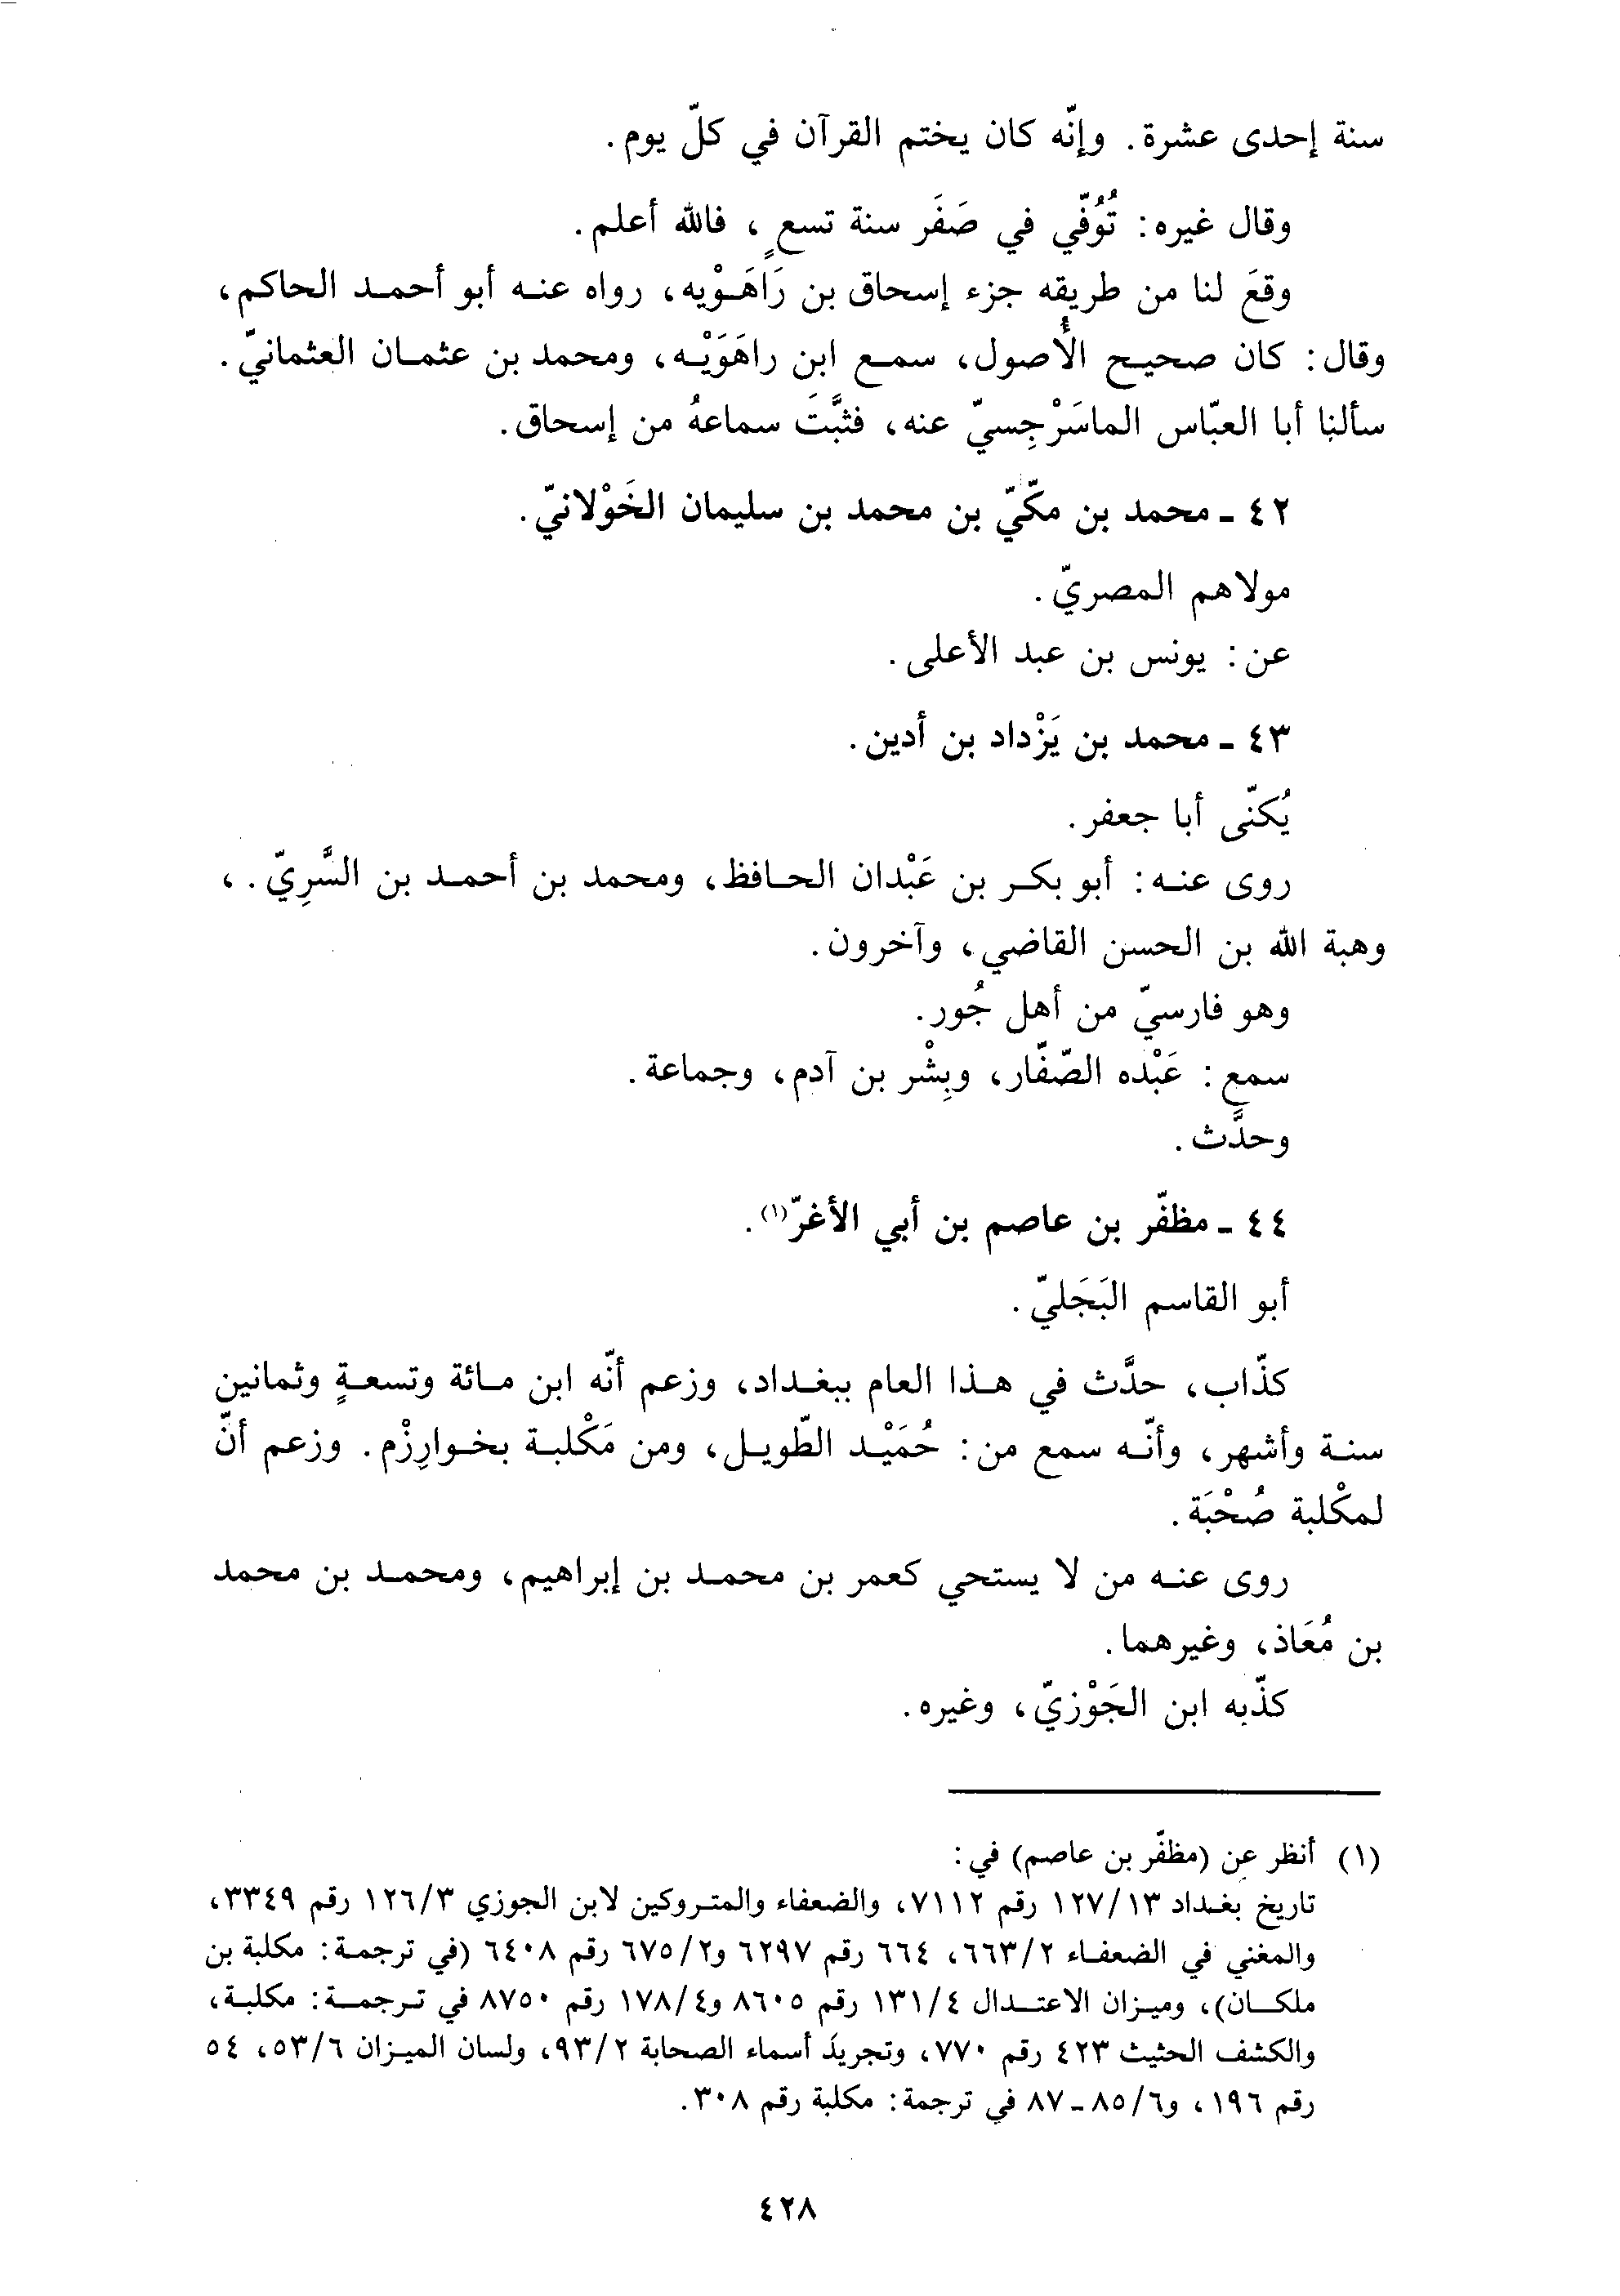 سنة إحدى عشرة. وإنّه كان يختم القرآن في كلّ يوم.
وقال غيره: تُوُفّي في صَفَر سنة تسعٍ، فالله أعلم.
وقعَ لنا من طريقه جزء إسحاق بن رَاهَوْيه، رواه عنه أبو أحمد الحاكم،
وقال: كان صحيح الأُصول، سمع ابن راهَوَيْه، ومحمد بن عثمان العثمانيّ.
سألنا أبا العبّاس الماسَرْجِسيّ عنه، فثبَّتَ سماعهُ من إسحاق.
٤٢ - محمد بن مكّيّ بن محمد بن سليمان الخَوْلانيّ.
مولاهم المصريّ.
عن: يونس بن عبد الأعلى.
٤٣ - محمد بن يَزْداد بن أدين.
يُكنّى أبا جعفر.
روى عنه: أبو بكر بن عَبْدان الحافظ، ومحمد بن أحمد بن السَّرِيّ.،
وهبة الله بن الحسن القاضي، وآخرون.
وهو فارسيّ من أهل جُور.
سمع: عَبْده الصّفّار، وبِشْر بن آدم، وجماعة.
وحدَّث.
٤٤ - مظفّر بن عاصم بن أبي الأغرّ(١).
أبو القاسم البَجَليّ.
كذّاب، حدَّث في هذا العام ببغداد، وزعم أنّه ابن مائة وتسعةٍ وثمانين
سنة وأشهر، وأنّه سمع من: حُمَيْد الطّويل، ومن مَكْلبة بخوارِزْم. وزعم أنّ
لمكْلبة صُحْبَة.
روى عنه من لا يستحي كعمر بن محمد بن إبراهيم، ومحمد بن محمد
بن مُعَاذ، وغيرهما.
كذّبه ابن الجَوْزيّ، وغيره.
(١) أنظر عن (مظفّر بن عاصم) في:
تاريخ بغداد ١٢٧/١٣ رقم ٧١١٢، والضعفاء والمتروكين لابن الجوزي ١٢٦/٣ رقم ٣٣٤٩،
والمغني في الضعفاء ٦٦٣/٢، ٦٦٤ رقم ٦٢٩٧ و٦٧٥/٢ رقم ٦٤٠٨ (في ترجمة: مكلبة بن
ملكان)، وميزان الاعتدال ١٣١/٤ رقم ٨٦٠٥ و١٧٨/٤ رقم ٨٧٥٠ في ترجمة: مكلبة،
والكشف الحثيث ٤٢٣ رقم ٧٧٠، وتجريد أسماء الصحابة ٩٣/٢، ولسان الميزان ٥٣/٦، ٥٤
رقم ١٩٦، و٨٥/٦ - ٨٧ في ترجمة: مكلبة رقم ٣٠٨.
٤٢٨